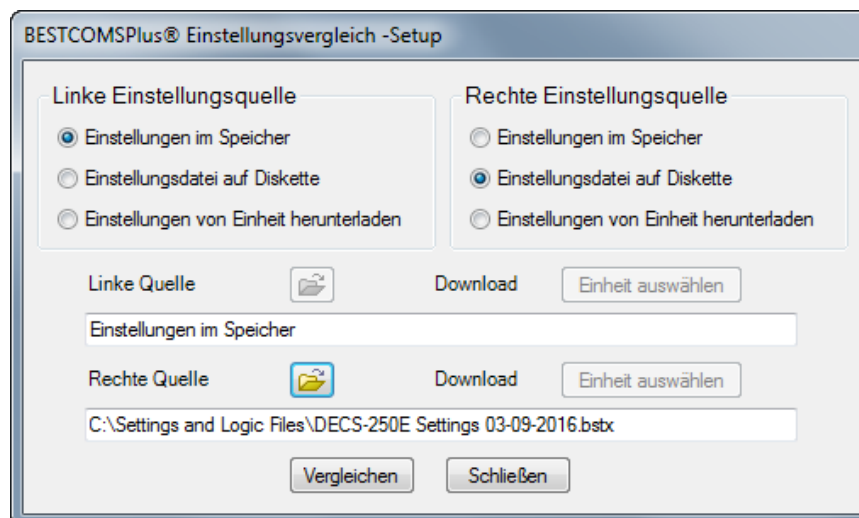 BESTCOMSPlus® Einstellungsvergleich -Setup
Linke Einstellungsquelle
Einstellungen im Speicher
Einstellungsdatei auf Diskette
Einstellungen von Einheit herunterladen
Rechte Einstellungsquelle
Einstellungen im Speicher
Einstellungsdatei auf Diskette
Einstellungen von Einheit herunterladen
Linke Quelle Download Einheit auswählen
Einstellungen im Speicher
Rechte Quelle Download Einheit auswählen
C:\Settings and Logic Files\DECS-250E Settings 03-09-2016.bstx
Vergleichen Schließen